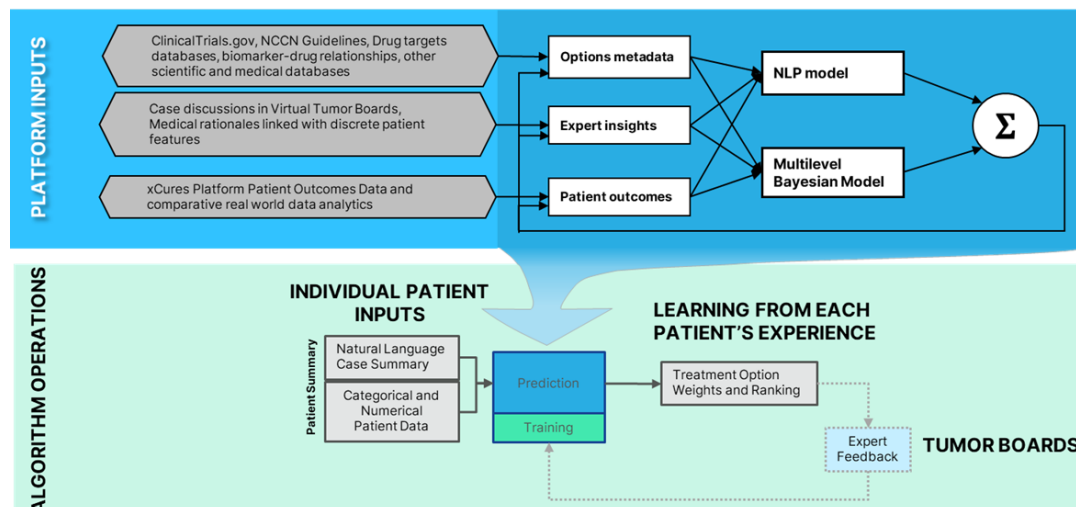 PLATFORM INPUTS
ClinicalTrials.gov, NCCN Guidelines, Drug targets
databases, biomarker-drug relationships, other
scientific and medical databases
Case discussions in Virtual Tumor Boards,
Medical rationales linked with discrete patient
features
xCures Platform Patient Outcomes Data and
comparative real world data analytics
Options metadata
Expert insights
Patient outcomes
NLP model
Multilevel
Bayesian Model
Σ
ALGORITHM OPERATIONS
INDIVIDUAL PATIENT
INPUTS
Patient Summary
Natural Language
Case Summary
Categorical and
Numerical
Patient Data
Prediction
Training
LEARNING FROM EACH
PATIENT'S EXPERIENCE
Treatment Option
Weights and Ranking
Expert
Feedback
TUMOR BOARDS